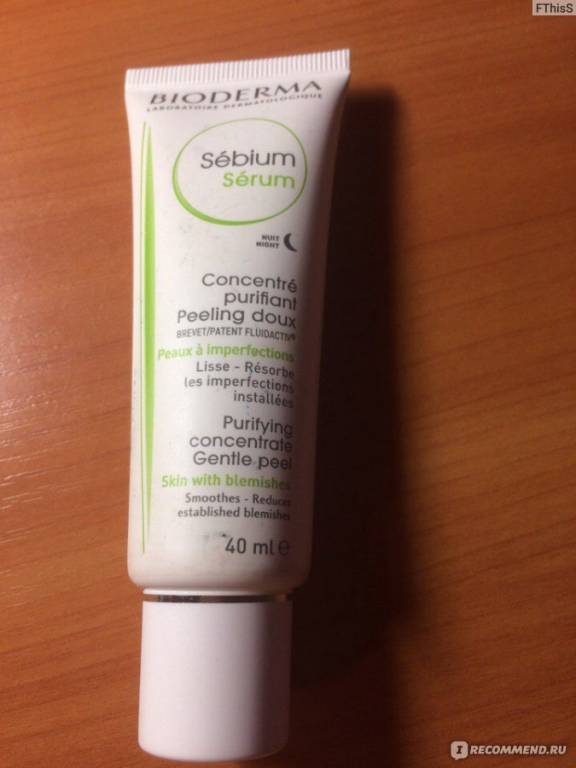 FThisS
BIODERMA
LABORATOIRE DERMATOLOGIQUE
Sébium
Sérum
NUIT
NIGHT
Concentré
purifiant
Peeling doux
BREVET/PATENT FLUIDACTIV®
Peaux à imperfections
Lisse - Résorbe
les imperfections
installées
Purifying
concentrate
Gentle peel
Skin with blemishes
Smoothes - Reduces
established blemishes
40 ml e
IRECOMMEND.RU